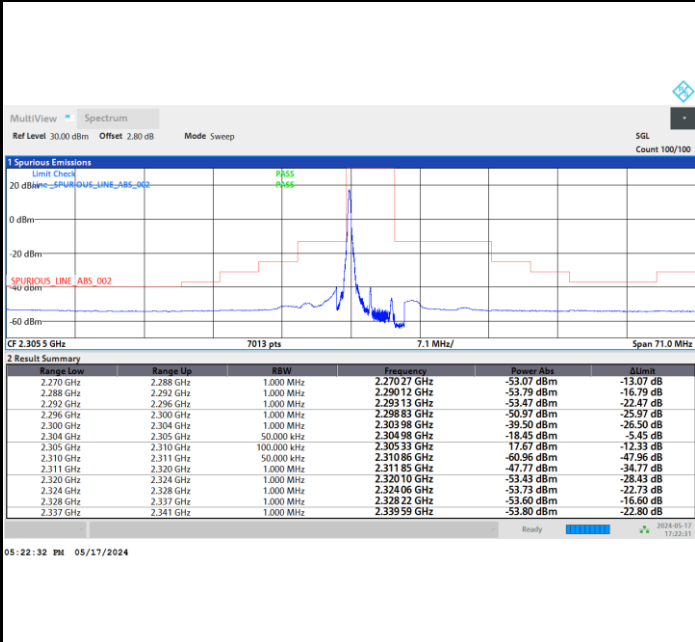 MultiView Spectrum
Ref Level 30.00 dBm Offset 2.80 dB Mode Sweep SGL
Count 100/100
1 Spurious Emissions
Limit Check PASS
20 dBm Line _SPURIOUS_LINE_ABS_002 PASS
0 dBm
-20 dBm
_SPURIOUS_LINE_ABS_002
-40 dBm
-60 dBm
CF 2.305 5 GHz 7013 pts 7.1 MHz/ Span 71.0 MHz
2 Result Summary
Range Low Range Up RBW Frequency Power Abs ΔLimit
2.270 GHz 2.288 GHz 1.000 MHz 2.270 27 GHz -53.07 dBm -13.07 dB
2.288 GHz 2.292 GHz 1.000 MHz 2.290 12 GHz -53.79 dBm -16.79 dB
2.292 GHz 2.296 GHz 1.000 MHz 2.293 13 GHz -53.47 dBm -22.47 dB
2.296 GHz 2.300 GHz 1.000 MHz 2.298 83 GHz -50.97 dBm -25.97 dB
2.300 GHz 2.304 GHz 1.000 MHz 2.303 98 GHz -39.50 dBm -26.50 dB
2.304 GHz 2.305 GHz 50.000 kHz 2.304 98 GHz -18.45 dBm -5.45 dB
2.305 GHz 2.310 GHz 100.000 kHz 2.305 33 GHz 17.67 dBm -12.33 dB
2.310 GHz 2.311 GHz 50.000 kHz 2.310 86 GHz -60.96 dBm -47.96 dB
2.311 GHz 2.320 GHz 1.000 MHz 2.311 85 GHz -47.77 dBm -34.77 dB
2.320 GHz 2.324 GHz 1.000 MHz 2.320 10 GHz -53.43 dBm -28.43 dB
2.324 GHz 2.328 GHz 1.000 MHz 2.324 06 GHz -53.73 dBm -22.73 dB
2.328 GHz 2.337 GHz 1.000 MHz 2.328 22 GHz -53.60 dBm -16.60 dB
2.337 GHz 2.341 GHz 1.000 MHz 2.339 59 GHz -53.80 dBm -22.80 dB
Ready 2024-05-17
17:22:31
05:22:32 PM 05/17/2024